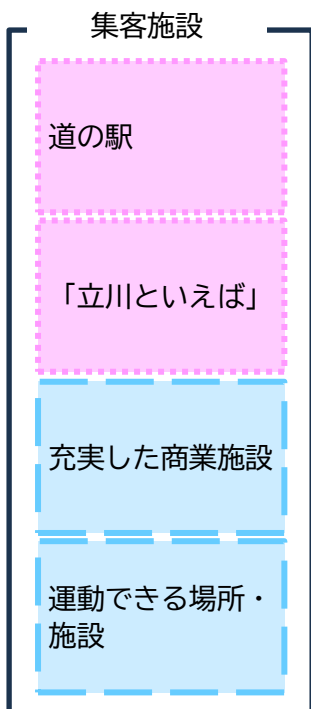 集客施設
道の駅
「立川といえば」
充実した商業施設
運動できる場所・
施設